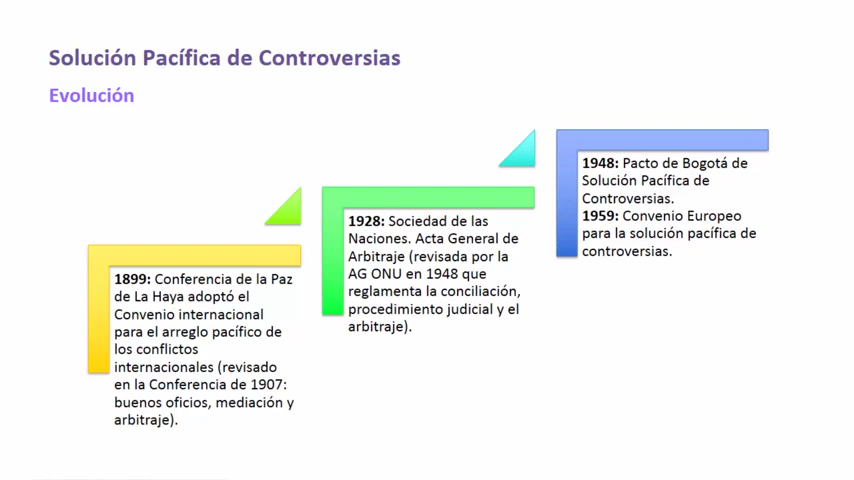 Solución Pacífica de Controversias
Evolución
1899: Conferencia de la Paz
de La Haya adoptó el
Convenio internacional
para el arreglo pacífico de
los conflictos
internacionales (revisado
en la Conferencia de 1907:
buenos oficios, mediación y
arbitraje).
1928: Sociedad de las
Naciones. Acta General de
Arbitraje (revisada por la
AG ONU en 1948 que
reglamenta la conciliación,
procedimiento judicial y el
arbitraje).
1948: Pacto de Bogotá de
Solución Pacífica de
Controversias.
1959: Convenio Europeo
para la solución pacífica de
controversias.